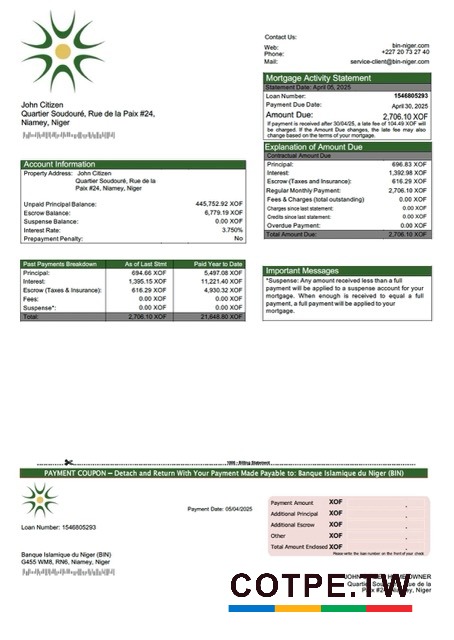 Contact Us:
Web: bin-niger.com
Phone: +227 20 73 27 40
Mail: service-client@bin-niger.com
Mortgage Activity Statement
Statement Date: April 05, 2025
Loan Number: 1546805293
Payment Due Date: April 30, 2025
Amount Due: 2,706.10 XOF
If payment is received after 30/04/25, a late fee of 104.49 XOF will
be charged. If the Amount Due changes, the late fee may also
change based on the terms of your mortgage.
John Citizen
Quartier Soudouré, Rue de la Paix #24,
Niamey, Niger
Explanation of Amount Due
Contractual Amount Due
Principal: 696.83 XOF
Interest: 1,392.98 XOF
Escrow (Taxes and Insurance): 616.29 XOF
Regular Monthly Payment: 2,706.10 XOF
Fees & Charges (total outstanding) 0.00 XOF
Charges since last statement: 0.00 XOF
Credits since last statement: 0.00 XOF
Overdue Payment: 0.00 XOF
Total Amount Due: 2,706.10 XOF
Account Information
Property Address: John Citizen
Quartier Soudouré, Rue de la
Paix #24, Niamey, Niger
Unpaid Principal Balance: 445,752.92 XOF
Escrow Balance: 6,779.19 XOF
Suspense Balance: 0.00 XOF
Interest Rate: 3.750%
Prepayment Penalty: No
Past Payments Breakdown As of Last Stmt Paid Year to Date
Principal: 694.66 XOF 5,497.08 XOF
Interest: 1,395.15 XOF 11,221.40 XOF
Escrow (Taxes & Insurance): 616.29 XOF 4,930.32 XOF
Fees: 0.00 XOF 0.00 XOF
Suspense*: 0.00 XOF 0.00 XOF
Total: 2,706.10 XOF 21,648.80 XOF
Important Messages
*Suspense: Any amount received less than a full
payment will be applied to a suspense account for your
mortgage. When enough is received to equal a full
payment, a full payment will be applied to your
mortgage.
Billing Statement
PAYMENT COUPON – Detach and Return With Your Payment Made Payable to: Banque Islamique du Niger (BIN)
Payment Date: 05/04/2025
Loan Number: 1546805293
Payment Amount XOF
Additional Principal XOF
Additional Escrow XOF
Other XOF
Total Amount Enclosed XOF
Please write the loan number on the front of your check
Banque Islamique du Niger (BIN)
G455 WM8, RN6, Niamey, Niger
COTPE.TW